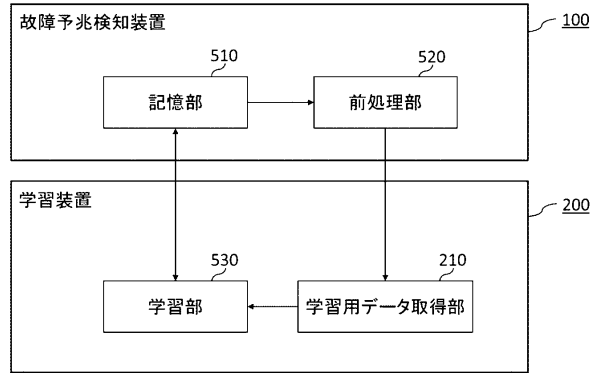 故障予兆検知装置
100
510
520
記憶部
前処理部
学習装置
200
530
210
学習部
学習用データ取得部